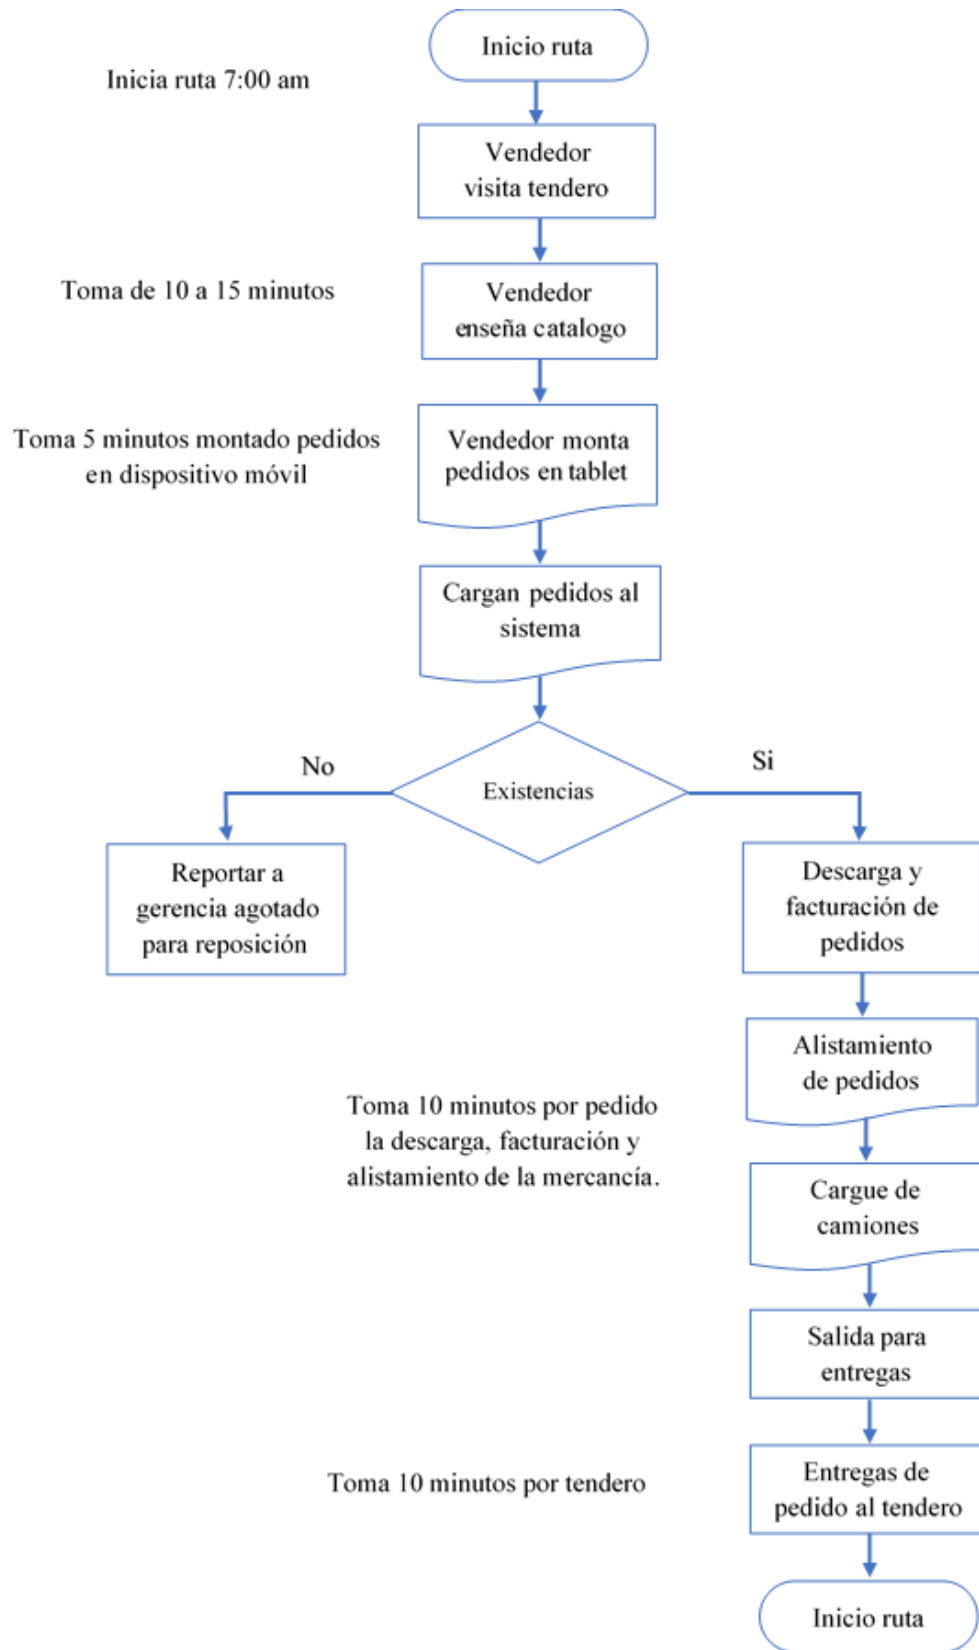 Inicio ruta
Inicia ruta 7:00 am
Vendedor
visita tendero
Toma de 10 a 15 minutos
Vendedor
enseña catalogo
Toma 5 minutos montado pedidos
en dispositivo móvil
Vendedor monta
pedidos en tablet
Cargan pedidos al
sistema
No
Si
Existencias
Reportar a
gerencia agotado
para reposición
Descarga y
facturación de
pedidos
Alistamiento
de pedidos
Toma 10 minutos por pedido
la descarga, facturación y
alistamiento de la mercancía.
Cargue de
camiones
Salida para
entregas
Toma 10 minutos por tendero
Entregas de
pedido al tendero
Inicio ruta